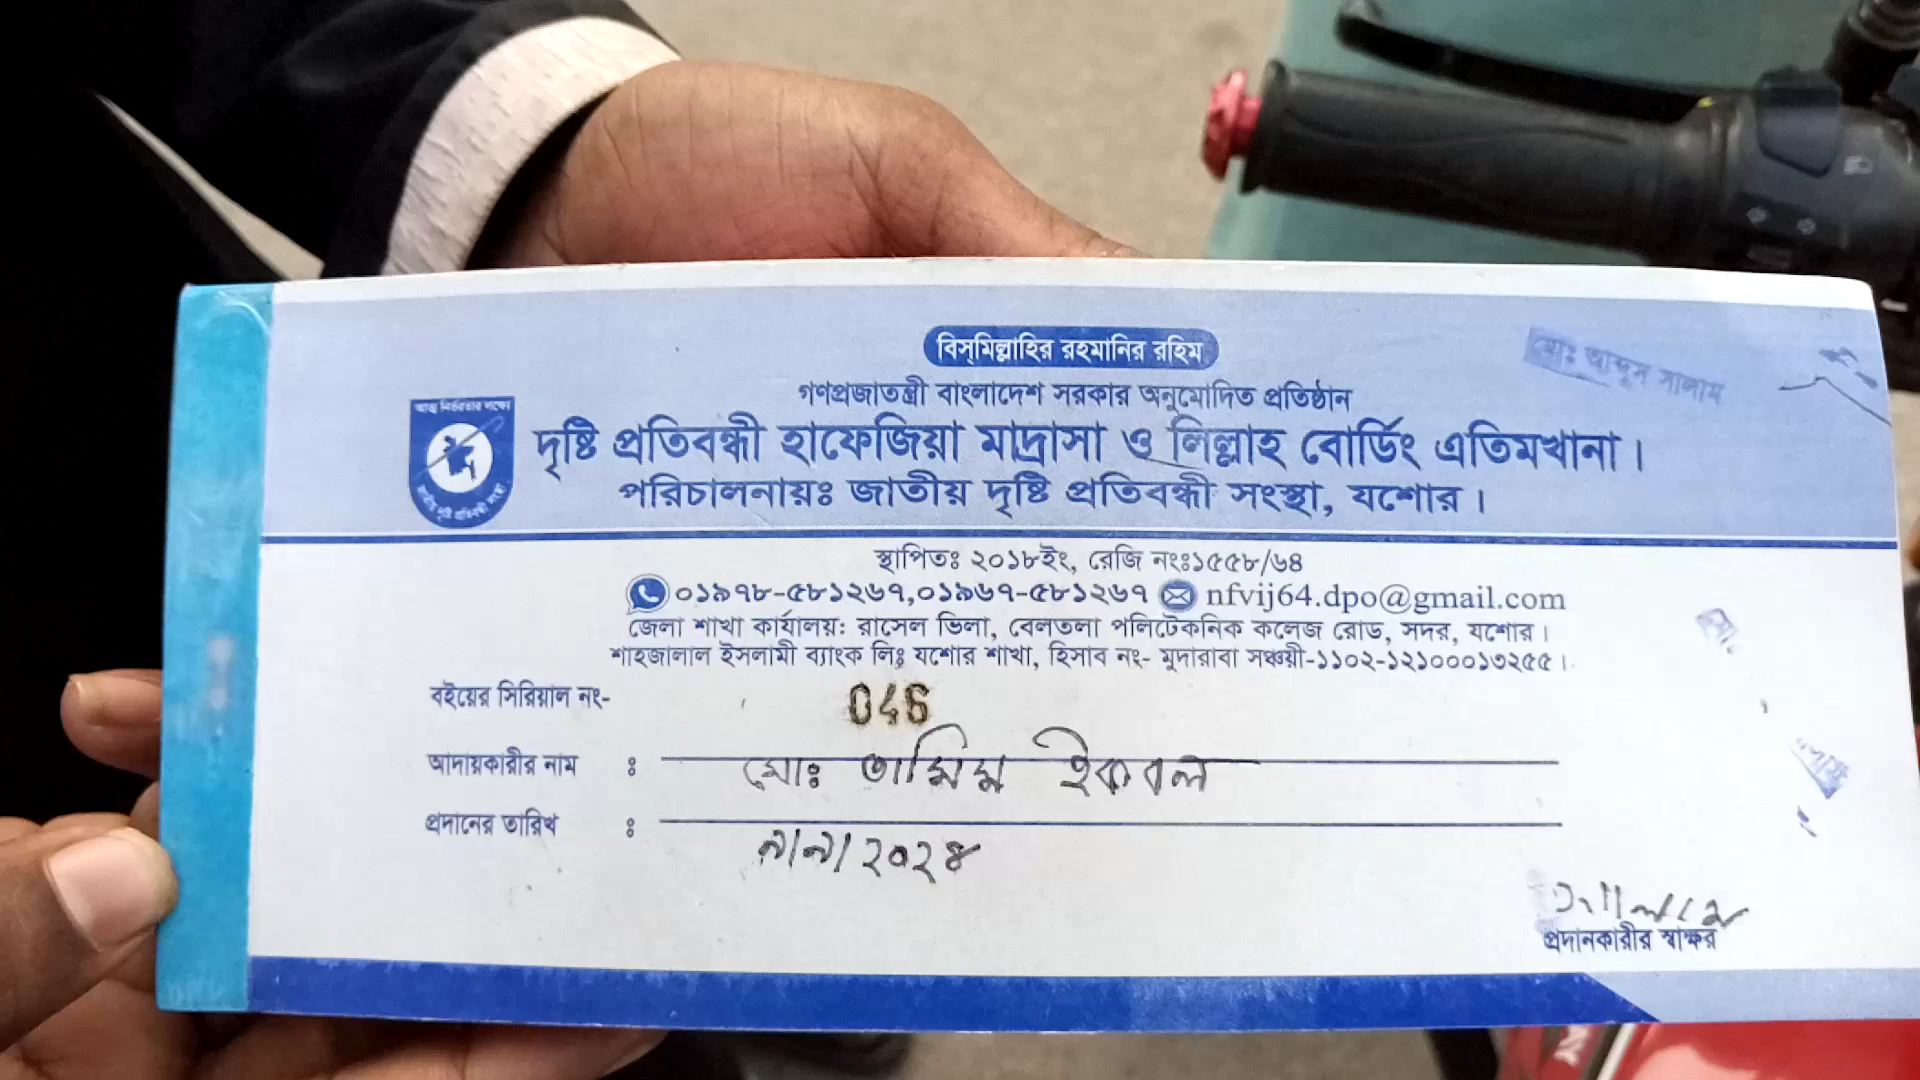 বিস্‌মিল্লাহির রহমানির রহিম
মোঃ আব্দুস সালাম
গণপ্রজাতন্ত্রী বাংলাদেশ সরকার অনুমোদিত প্রতিষ্ঠান
দৃষ্টি প্রতিবন্ধী হাফেজিয়া মাদ্রাসা ও লিল্লাহ বোর্ডিং এতিমখানা।
পরিচালনায়ঃ জাতীয় দৃষ্টি প্রতিবন্ধী সংস্থা, যশোর।
স্থাপিতঃ ২০১৮ইং, রেজি নংঃ১৫৫৮/৬৪
০১৯৭৮-৫৮১২৬৭,০১৯৬৭-৫৮১২৬৭ nfvij64.dpo@gmail.com
জেলা শাখা কার্যালয়ঃ রাসেল ভিলা, বেলতলা পলিটেকনিক কলেজ রোড, সদর, যশোর।
শাহজালাল ইসলামী ব্যাংক লিঃ যশোর শাখা, হিসাব নং- মুদারাবা সঞ্চয়ী-১১০২-১২১০০০১৩২৫৫।
বইয়ের সিরিয়াল নং- 046
আদায়কারীর নাম : মোঃ তামিম ইকবল
প্রদানের তারিখ : ২০২৪
প্রদানকারীর স্বাক্ষর